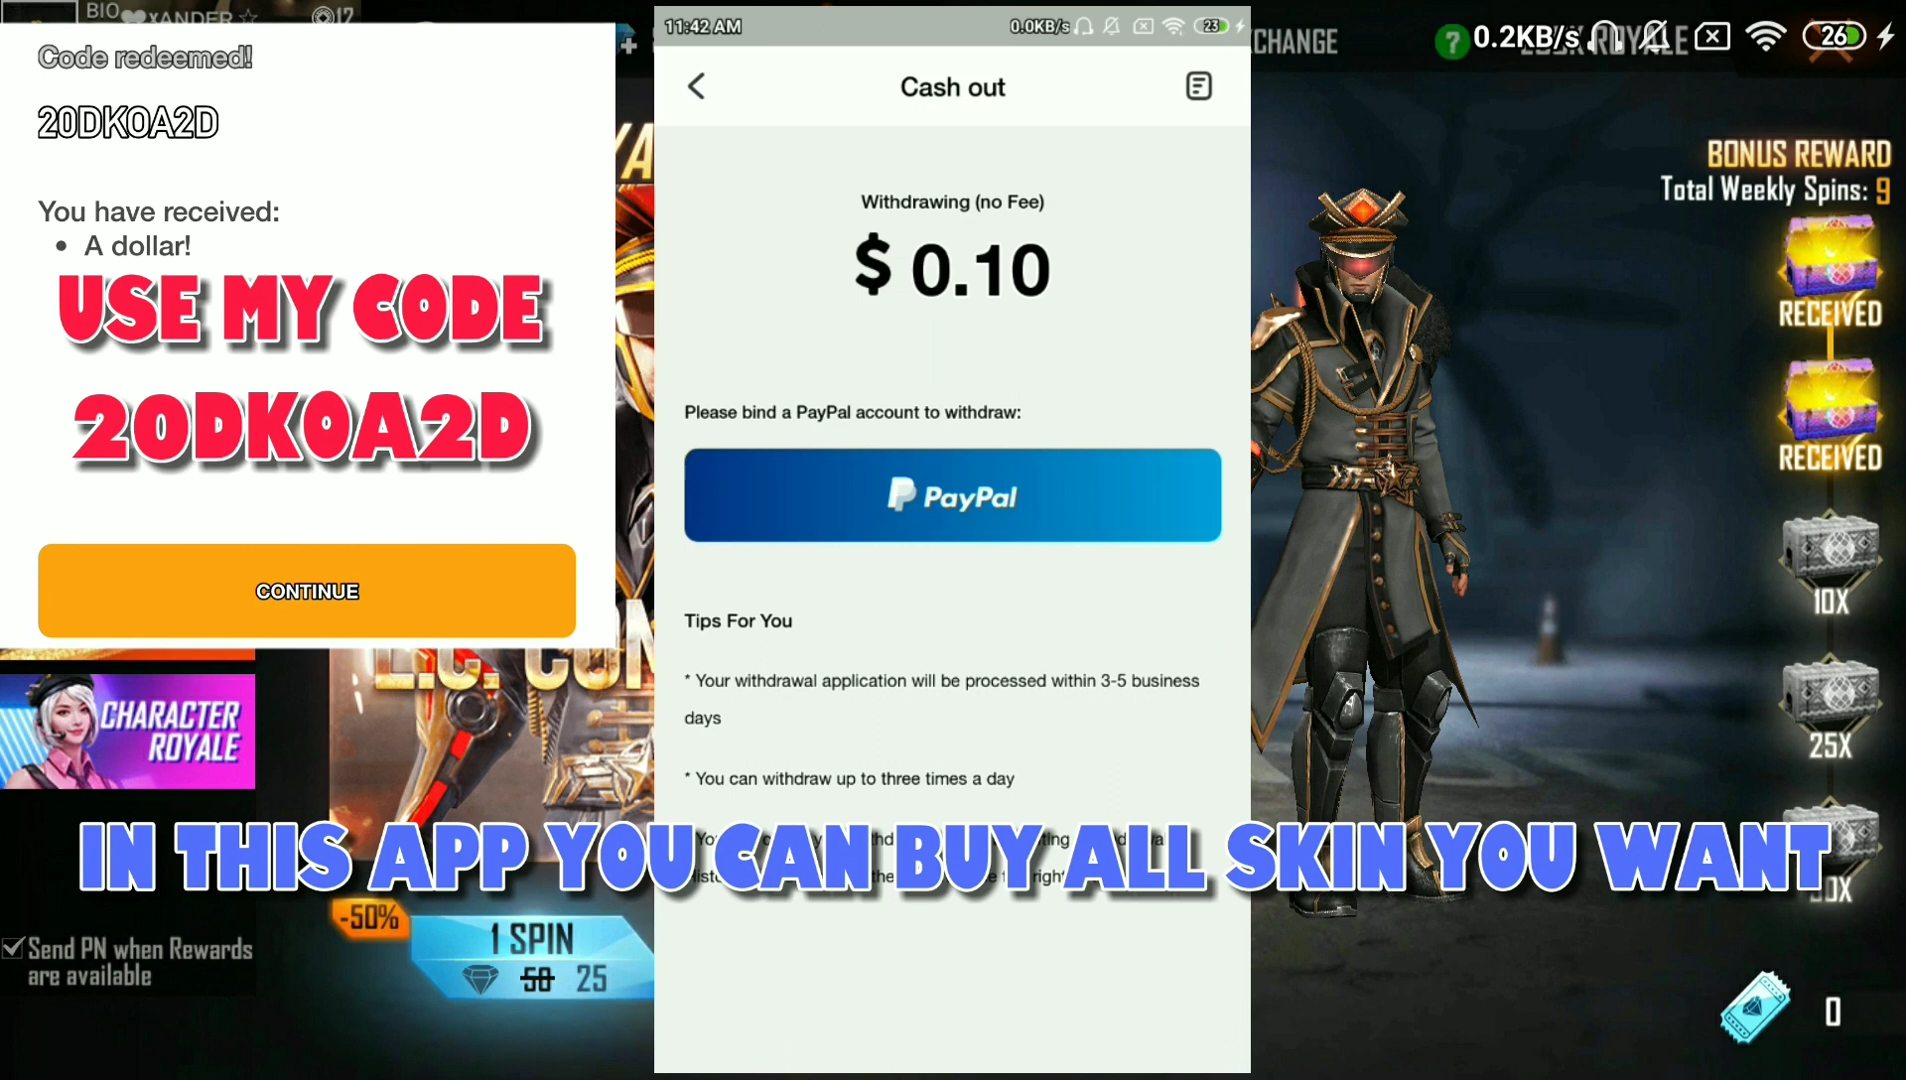 BIO XANDER
Code redeemed!
20DKOA2D
You have received:
• A dollar!
USE MY CODE
20DKOA2D
CONTINUE
CHARACTER
ROYALE
Send PN when Rewards
are available
-50%
1 SPIN
50 25
11:42 AM
0.0KB/s
23
Cash out
Withdrawing (no Fee)
$ 0.10
Please bind a PayPal account to withdraw:
PayPal
Tips For You
* Your withdrawal application will be processed within 3-5 business
days
* You can withdraw up to three times a day
IN THIS APP YOU CAN BUY ALL SKIN YOU WANT
0.2KB/s
26
BONUS REWARD
Total Weekly Spins: 9
RECEIVED
RECEIVED
10X
25X
0